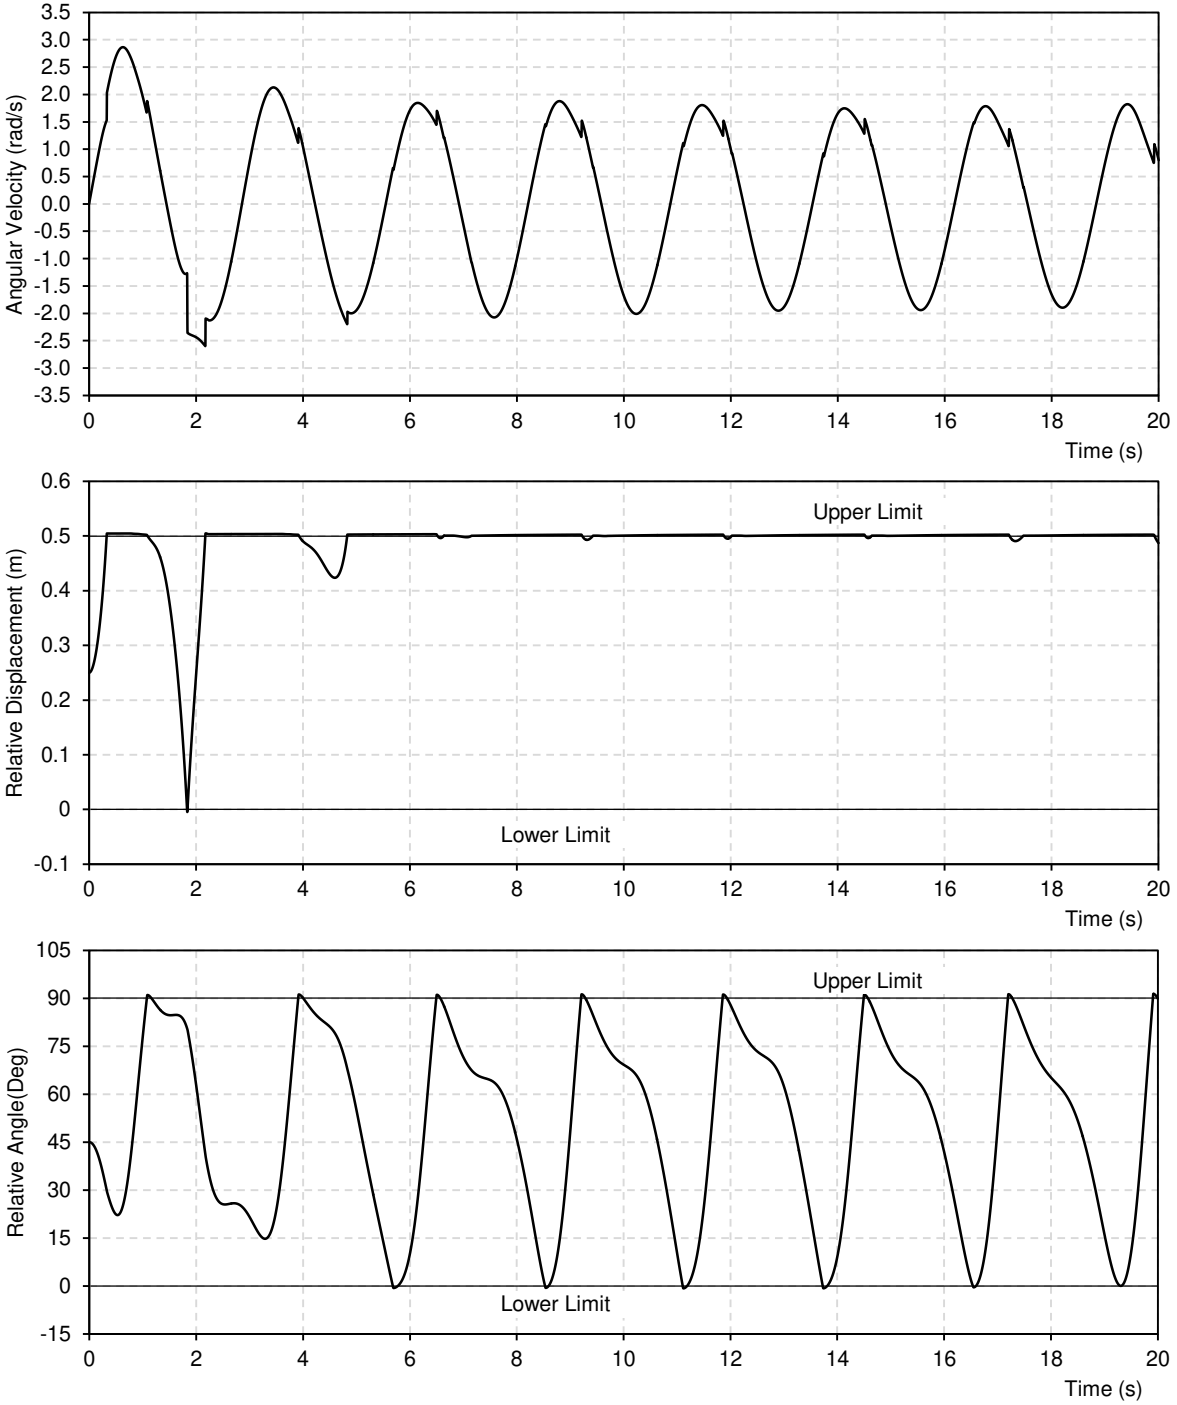 3.5
3.0
2.5
2.0
1.5
1.0
0.5
0.0
-0.5
-1.0
-1.5
-2.0
-2.5
-3.0
-3.5
Angular Velocity (rad/s)
0 2 4 6 8 10 12 14 16 18 20
Time (s)
0.6
0.5
0.4
0.3
0.2
0.1
0
-0.1
Relative Displacement (m)
Upper Limit
Lower Limit
0 2 4 6 8 10 12 14 16 18 20
Time (s)
105
90
75
60
45
30
15
0
-15
Relative Angle(Deg)
Upper Limit
Lower Limit
0 2 4 6 8 10 12 14 16 18 20
Time (s)